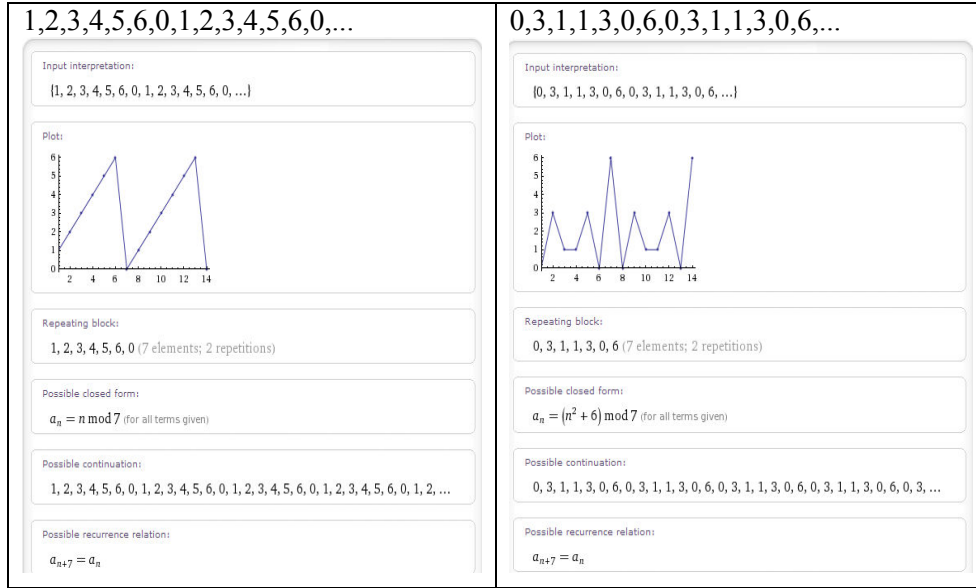 1,2,3,4,5,6,0,1,2,3,4,5,6,0,...
Input interpretation:
{1, 2, 3, 4, 5, 6, 0, 1, 2, 3, 4, 5, 6, 0, ...}
Plot:
6
5
4
3
2
1
0
2 4 6 8 10 12 14
Repeating block:
1, 2, 3, 4, 5, 6, 0 (7 elements; 2 repetitions)
Possible closed form:
aₙ = n mod 7 (for all terms given)
Possible continuation:
1, 2, 3, 4, 5, 6, 0, 1, 2, 3, 4, 5, 6, 0, 1, 2, 3, 4, 5, 6, 0, 1, 2, 3, 4, 5, 6, 0, 1, 2, ...
Possible recurrence relation:
aₙ₊₇ = aₙ
0,3,1,1,3,0,6,0,3,1,1,3,0,6,...
Input interpretation:
{0, 3, 1, 1, 3, 0, 6, 0, 3, 1, 1, 3, 0, 6, ...}
Plot:
6
5
4
3
2
1
0
2 4 6 8 10 12 14
Repeating block:
0, 3, 1, 1, 3, 0, 6 (7 elements; 2 repetitions)
Possible closed form:
aₙ = (n² + 6) mod 7 (for all terms given)
Possible continuation:
0, 3, 1, 1, 3, 0, 6, 0, 3, 1, 1, 3, 0, 6, 0, 3, 1, 1, 3, 0, 6, 0, 3, 1, 1, 3, 0, 6, 0, 3, ...
Possible recurrence relation:
aₙ₊₇ = aₙ